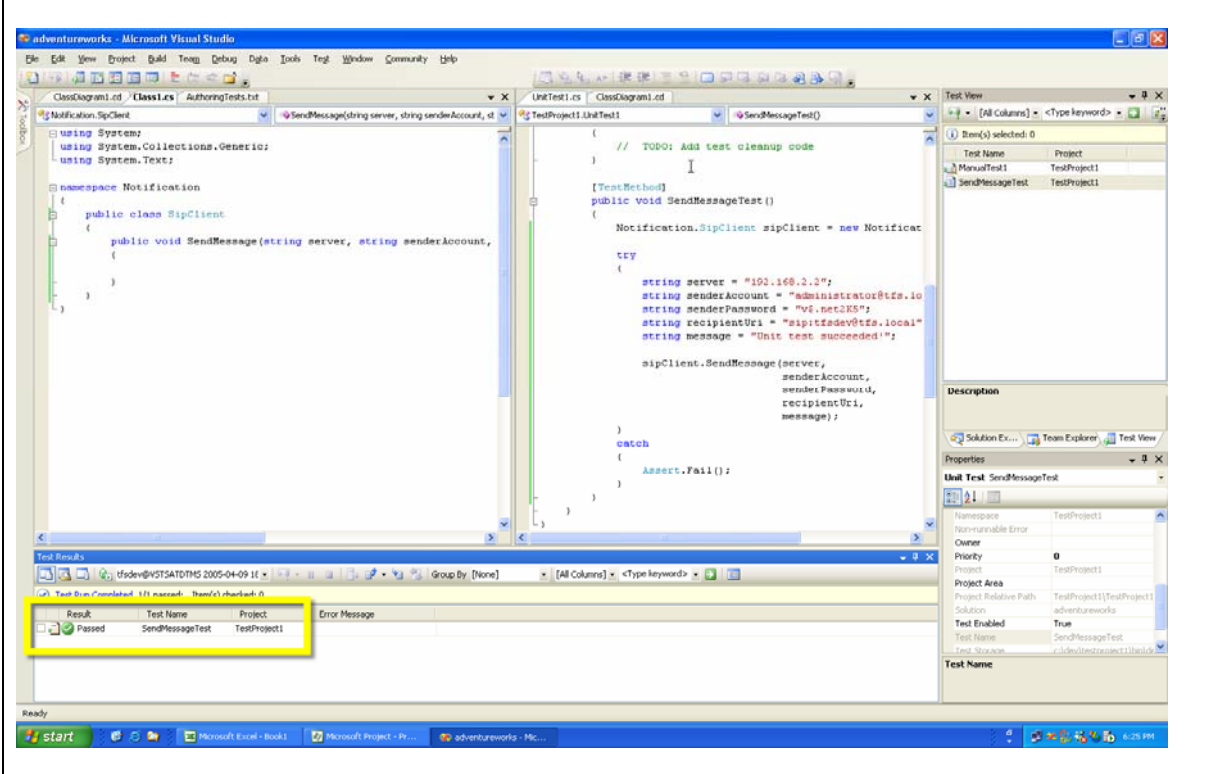 adventureworks - Microsoft Visual Studio
File Edit View Project Build Team Debug Data Tools Test Window Community Help
ClassDiagram1.cd Class1.cs AuthoringTests.txt
Notification.SipClient SendMessage(string server, string senderAccount, st
using System;
using System.Collections.Generic;
using System.Text;
namespace Notification
{
public class SipClient
{
public void SendMessage(string server, string senderAccount,
{
}
}
}
UnitTest1.cs ClassDiagram1.cd
TestProject1.UnitTest1 SendMessageTest()
{
// TODO: Add test cleanup code
}
[TestMethod]
public void SendMessageTest()
{
Notification.SipClient sipClient = new Notificat
try
{
string server = "192.168.2.2";
string senderAccount = "administrator@tfs.lo
string senderPassword = "v$.net2K5";
string recipientUri = "sip:tfsdev@tfs.local"
string message = "Unit test succeeded!";
sipClient.SendMessage(server,
senderAccount,
senderPassword,
recipientUri,
message);
}
catch
{
Assert.Fail();
}
}
}
}
Test View
[All Columns] <Type keyword>
Item(s) selected: 0
Test Name Project
ManualTest1 TestProject1
SendMessageTest TestProject1
Description
Solution Ex... Team Explorer Test View
Properties
Unit Test SendMessageTest
Namespace TestProject1
Non-runnable Error
Owner
Priority 0
Project TestProject1
Project Area
Project Relative Path TestProject1\TestProject1
Solution adventureworks
Test Enabled True
Test Name SendMessageTest
Test Storage
Test Name
Toolbox
Test Results
tfsdev@VSTSATDTMS 2005-04-09 18 Group By [None] [All Columns] <Type keyword>
Test Run Completed 1/1 passed; Item(s) checked: 0
Result Test Name Project Error Message
Passed SendMessageTest TestProject1
Ready
start Microsoft Excel - Book1 Microsoft Project - Pr... adventureworks - Mic... 6:25 PM